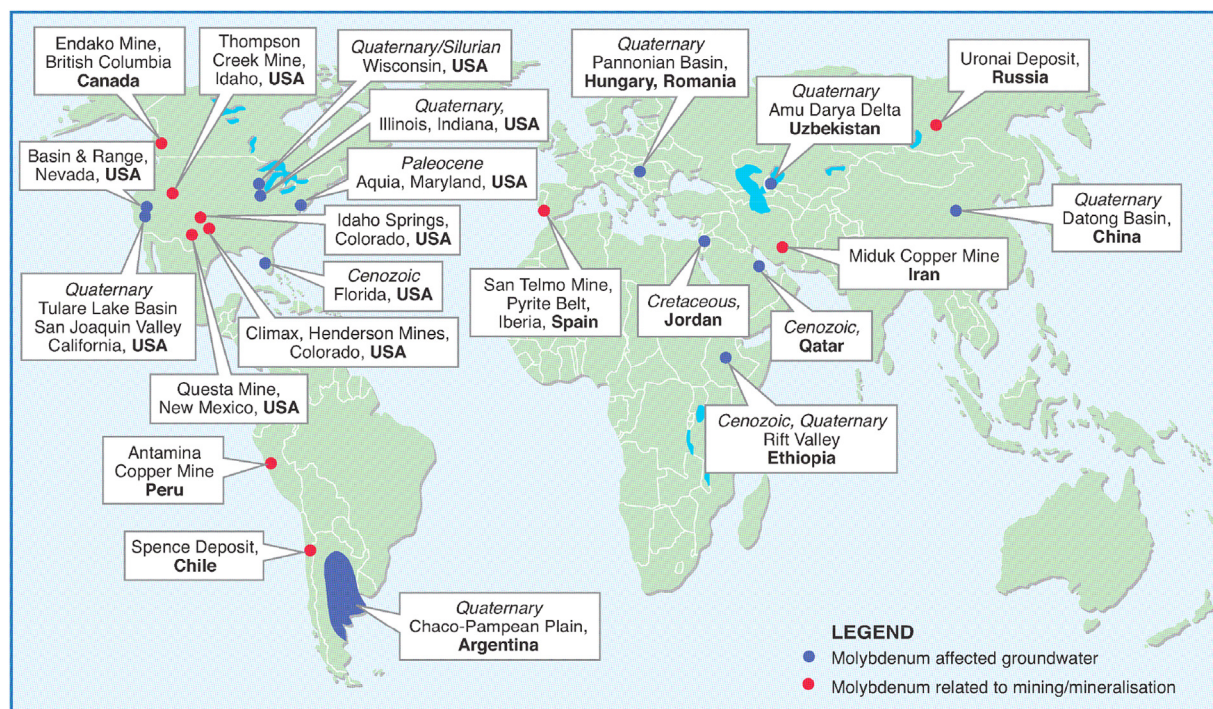 Endako Mine,
British Columbia
Canada
Thompson
Creek Mine,
Idaho, USA
Quaternary/Silurian
Wisconsin, USA
Quaternary,
Illinois, Indiana, USA
Paleocene
Aquia, Maryland, USA
Basin & Range,
Nevada, USA
Idaho Springs,
Colorado, USA
Quaternary
Tulare Lake Basin
San Joaquin Valley
California, USA
Cenozoic
Florida, USA
Climax, Henderson Mines,
Colorado, USA
Questa Mine,
New Mexico, USA
Antamina
Copper Mine
Peru
Spence Deposit,
Chile
Quaternary
Chaco-Pampean Plain,
Argentina
Quaternary
Pannonian Basin,
Hungary, Romania
Quaternary
Amu Darya Delta
Uzbekistan
Uronai Deposit,
Russia
Quaternary
Datong Basin,
China
Miduk Copper Mine
Iran
San Telmo Mine,
Pyrite Belt,
Iberia, Spain
Cretaceous,
Jordan
Cenozoic,
Qatar
Cenozoic, Quaternary
Rift Valley
Ethiopia
LEGEND
Molybdenum affected groundwater
Molybdenum related to mining/mineralisation